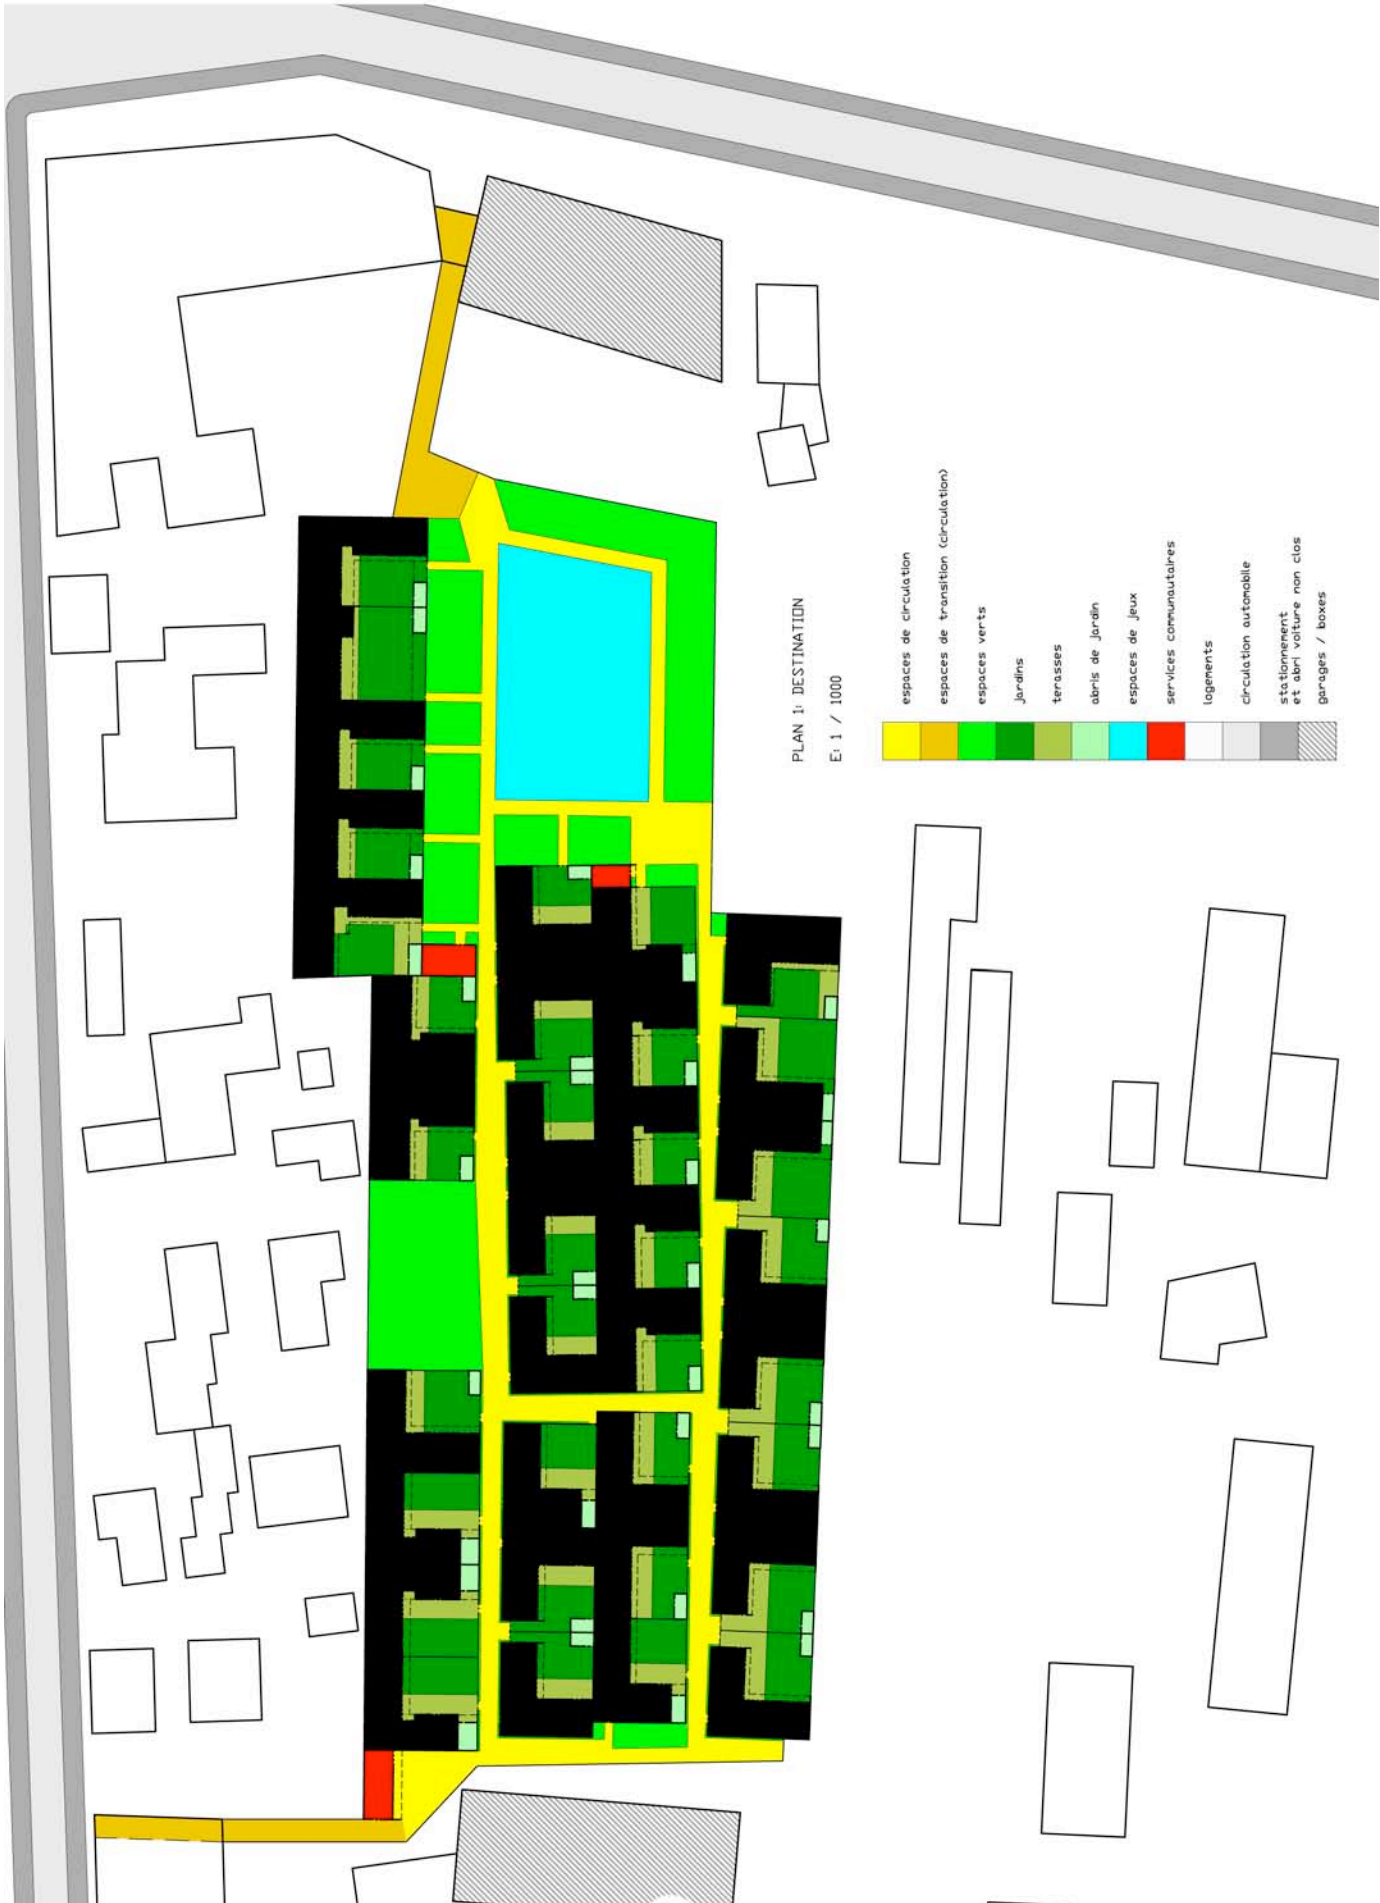 PLAN 1: DESTINATION
E: 1 / 1000
espaces de circulation
espaces de transition (circulation)
espaces verts
jardins
terasses
abris de jardin
espaces de jeux
services communautaires
logements
circulation automobile
stationnement
et abri voiture non clos
garages / boxes